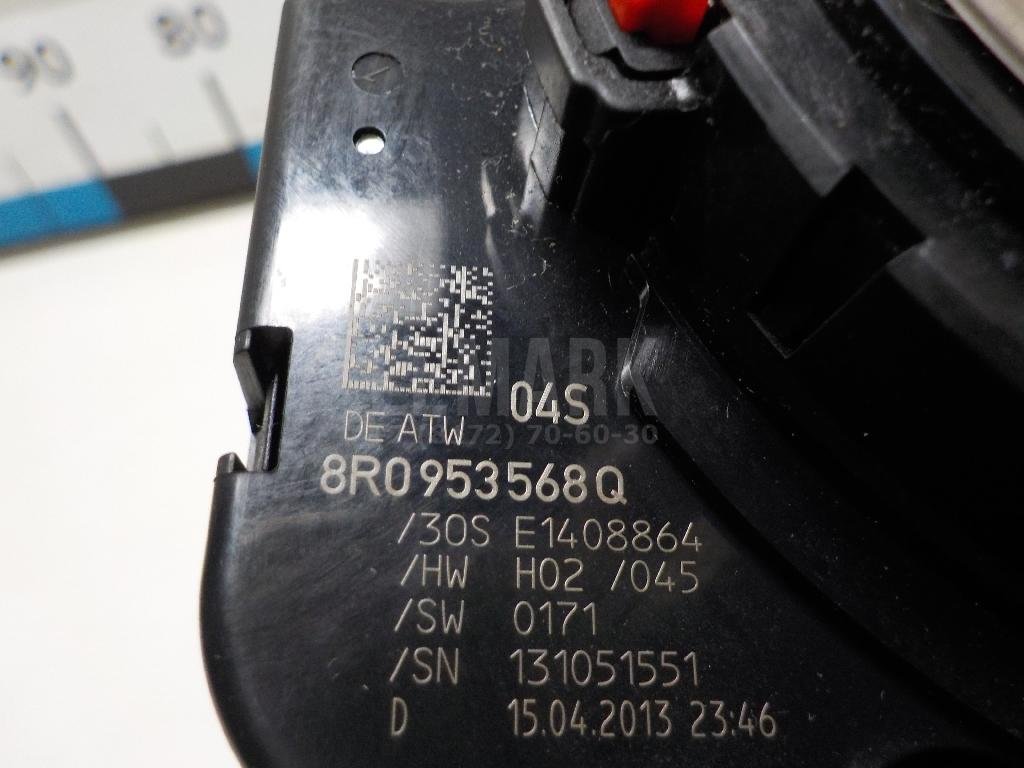 90 80
04S
DE ATW
8R0953568Q
/30S E1408864
/HW H02 /045
/SW 0171
/SN 131051551
D 15.04.2013 23:46
MARK
72) 70-60-30